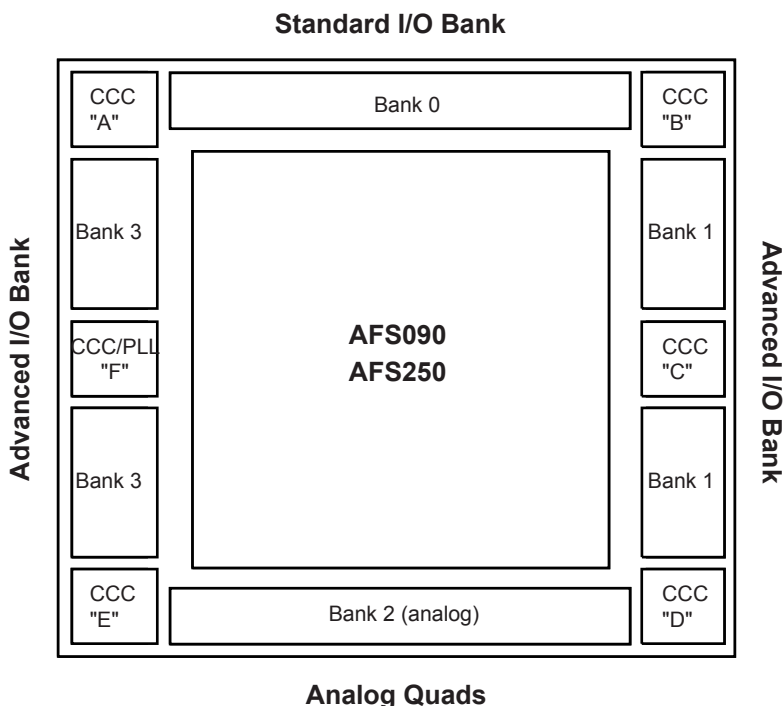 Standard I/O Bank
CCC
"A"
Bank 0
CCC
"B"
Bank 3
Bank 1
Advanced I/O Bank
CCC/PLL
"F"
AFS090
AFS250
CCC
"C"
Advanced I/O Bank
Bank 3
Bank 1
CCC
"E"
Bank 2 (analog)
CCC
"D"
Analog Quads